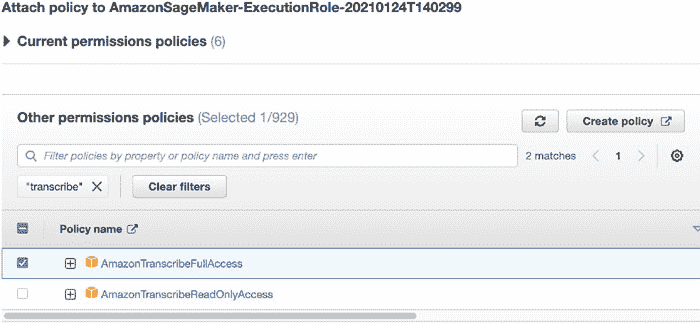 Attach policy to AmazonSageMaker-ExecutionRole-20210124T140299
Current permissions policies (6)
Other permissions policies (Selected 1/929)
Create policy
Filter policies by property or policy name and press enter
2 matches
1
"transcribe"
Clear filters
Policy name
AmazonTranscribeFullAccess
AmazonTranscribeReadOnlyAccess